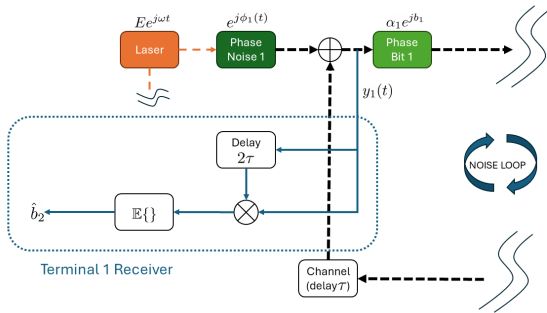 Ee^{jωt}
e^{jϕ_1(t)}
α_1e^{jb_1}
Laser
Phase
Noise 1
Phase
Bit 1
y_1(t)
Delay
2τ
NOISE LOOP
b̂_2
𝔼{}
Terminal 1 Receiver
Channel
(delay τ)